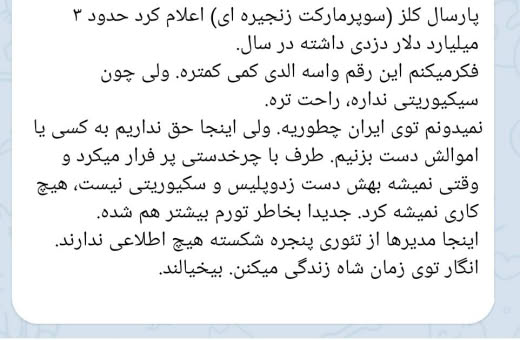 پارسال کلز (سوپرمارکت زنجیره ای) اعلام کرد حدود ۳
میلیارد دلار دزدی داشته در سال.
فکرمیکنم این رقم واسه الدی کمی کمتره. ولی چون
سیکیوریتی نداره، راحت تره.
نمیدونم توی ایران چطوریه. ولی اینجا حق نداریم به کسی یا
اموالش دست بزنیم. طرف با چرخدستی پر فرار میکرد و
وقتی نمیشه بهش دست زدوپلیس و سکیوریتی نیست، هیچ
کاری نمیشه کرد. جدیدا بخاطر تورم بیشتر هم شده.
اینجا مدیرها از تئوری پنجره شکسته هیچ اطلاعی ندارند.
انگار توی زمان شاه زندگی میکنن. بیخیالند.